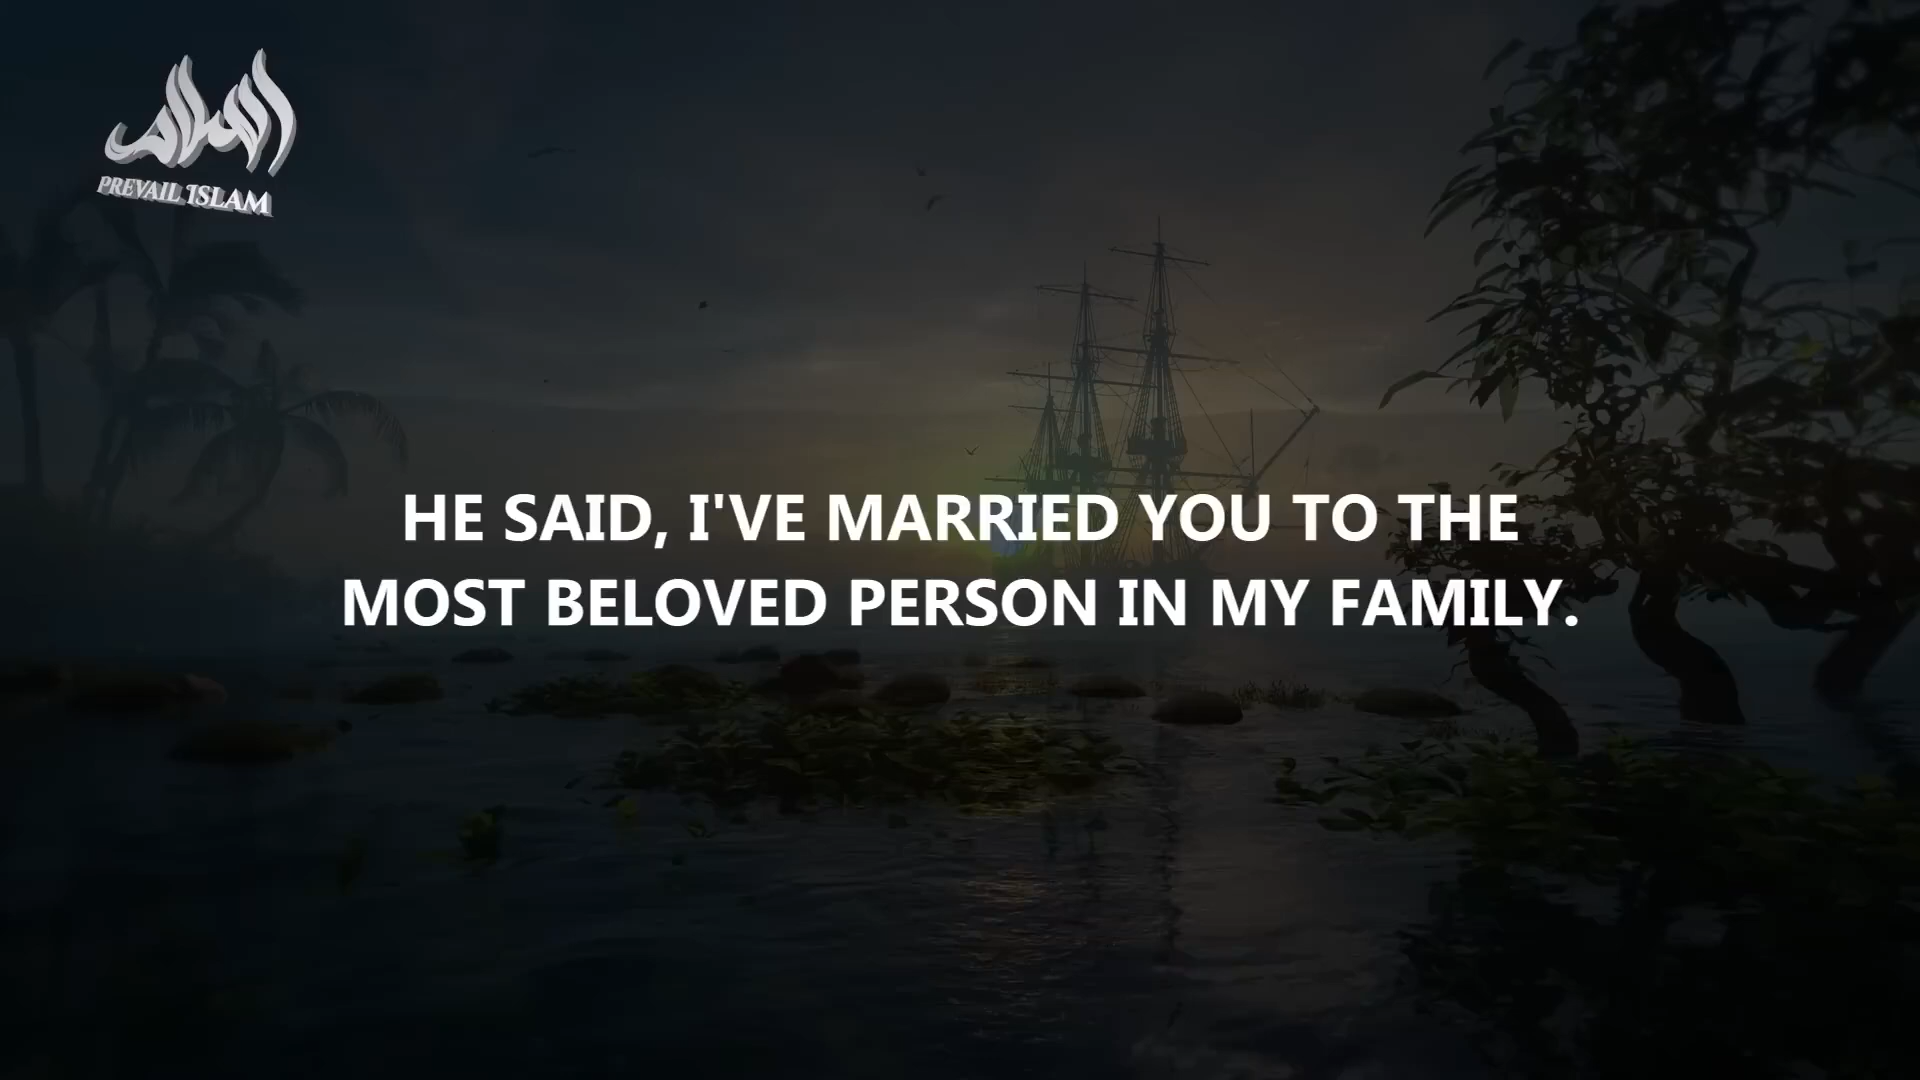 PREVAIL ISLAM
HE SAID, I'VE MARRIED YOU TO THE
MOST BELOVED PERSON IN MY FAMILY.